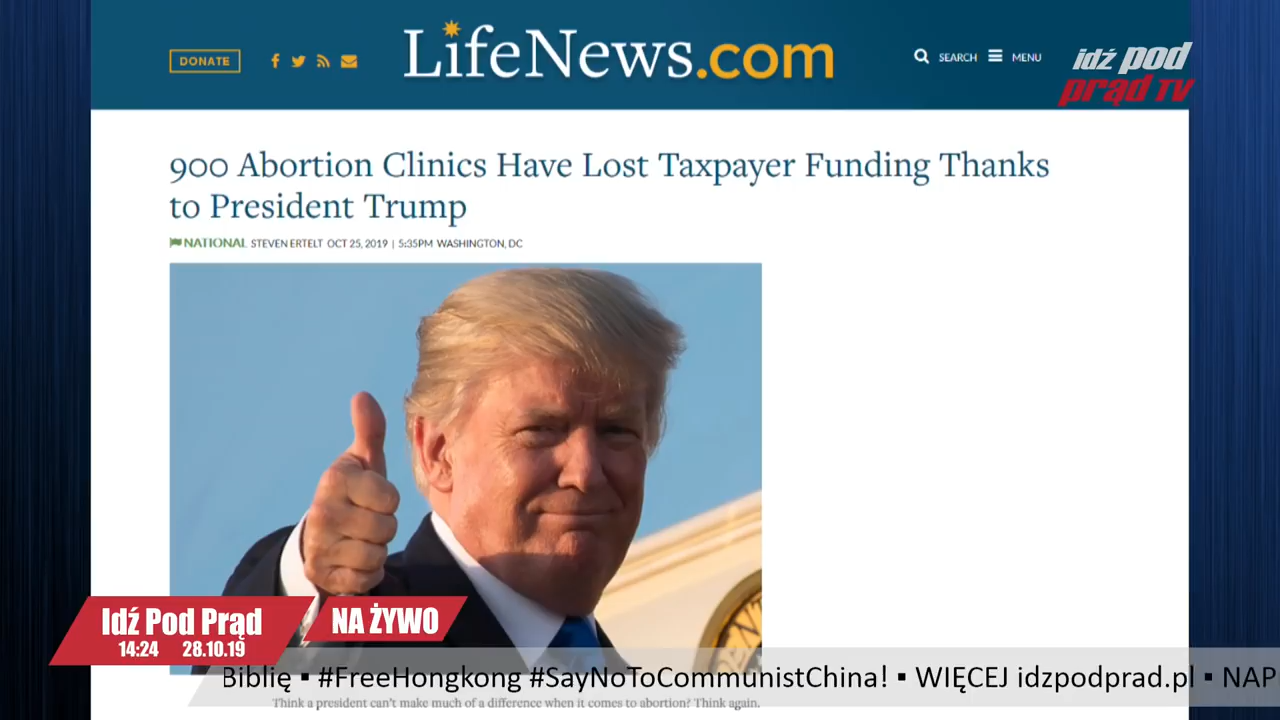 DONATE
LifeNews.com
SEARCH
MENU
idź pod
prąd TV
900 Abortion Clinics Have Lost Taxpayer Funding Thanks
to President Trump
NATIONAL STEVEN ERTELT OCT 25, 2019 | 5:35PM WASHINGTON, DC
Idź Pod Prąd
NA ŻYWO
14:24 28.10.19
Biblię ▪ #FreeHongkong #SayNoToCommunistChina! ▪ WIĘCEJ idzpodprad.pl ▪ NAP
Think a president can't make much of a difference when it comes to abortion? Think again.